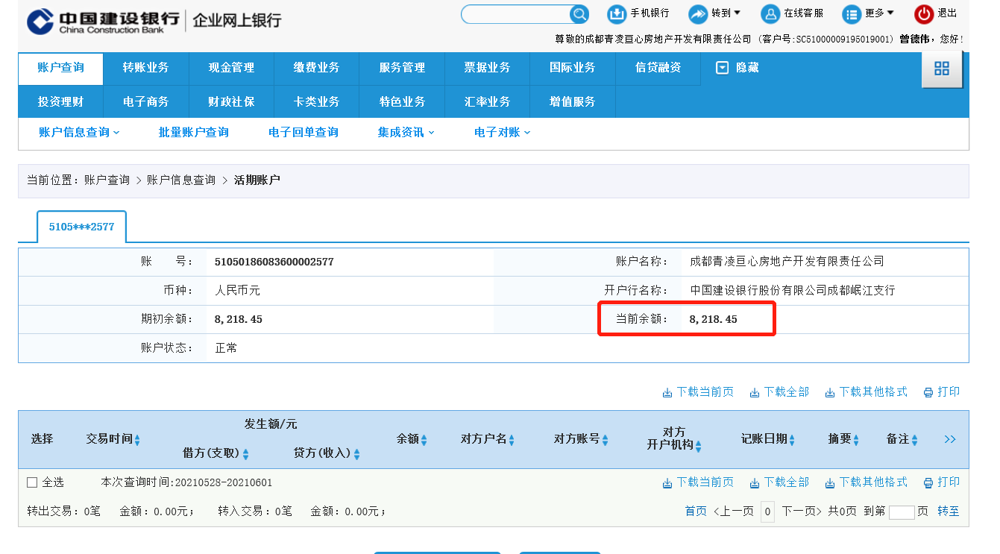 中国建设银行 企业网上银行
China Construction Bank
手机银行 转到 在线客服 更多 退出
尊敬的成都青凌亘心房地产开发有限责任公司 (客户号:SC51000009195019001) 曾德伟,您好!
账户查询 转账业务 现金管理 缴费业务 服务管理 票据业务 国际业务 信贷融资 隐藏
投资理财 电子商务 财政社保 卡类业务 特色业务 汇率业务 增值服务
账户信息查询 批量账户查询 电子回单查询 集成资讯 电子对账
当前位置: 账户查询 > 账户信息查询 > 活期账户
5105***2577
账 号: 51050186083600002577 账户名称: 成都青凌亘心房地产开发有限责任公司
币种: 人民币元 开户行名称: 中国建设银行股份有限公司成都岷江支行
期初余额: 8,218.45 当前余额: 8,218.45
账户状态: 正常
下载当前页 下载全部 下载其他格式 打印
选择 交易时间 发生额/元 余额 对方户名 对方账号 对方开户机构 记账日期 摘要 备注 >>
借方(支取) 贷方(收入)
全选 本次查询时间:20210528-20210601 下载当前页 下载全部 下载其他格式 打印
转出交易: 0笔 金额: 0.00元; 转入交易: 0笔 金额: 0.00元; 首页 <上一页 0 下一页> 共0页 到第 页 转至